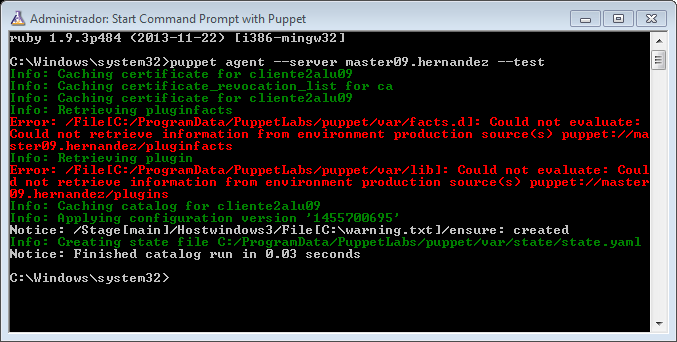 Administrador: Start Command Prompt with Puppet
ruby 1.9.3p484 (2013-11-22) [i386-mingw32]
C:\Windows\system32>puppet agent --server master09.hernandez --test
Info: Caching certificate for cliente2alu09
Info: Caching certificate_revocation_list for ca
Info: Caching certificate for cliente2alu09
Info: Retrieving pluginfacts
Error: /File[C:/ProgramData/PuppetLabs/puppet/var/facts.d]: Could not evaluate:
Could not retrieve information from environment production source(s) puppet://ma
ster09.hernandez/pluginfacts
Info: Retrieving plugin
Error: /File[C:/ProgramData/PuppetLabs/puppet/var/lib]: Could not evaluate: Coul
d not retrieve information from environment production source(s) puppet://master
09.hernandez/plugins
Info: Caching catalog for cliente2alu09
Info: Applying configuration version '1455700695'
Notice: /Stage[main]/Hostwindows3/File[C:\warning.txt]/ensure: created
Info: Creating state file C:/ProgramData/PuppetLabs/puppet/var/state/state.yaml
Notice: Finished catalog run in 0.03 seconds
C:\Windows\system32>